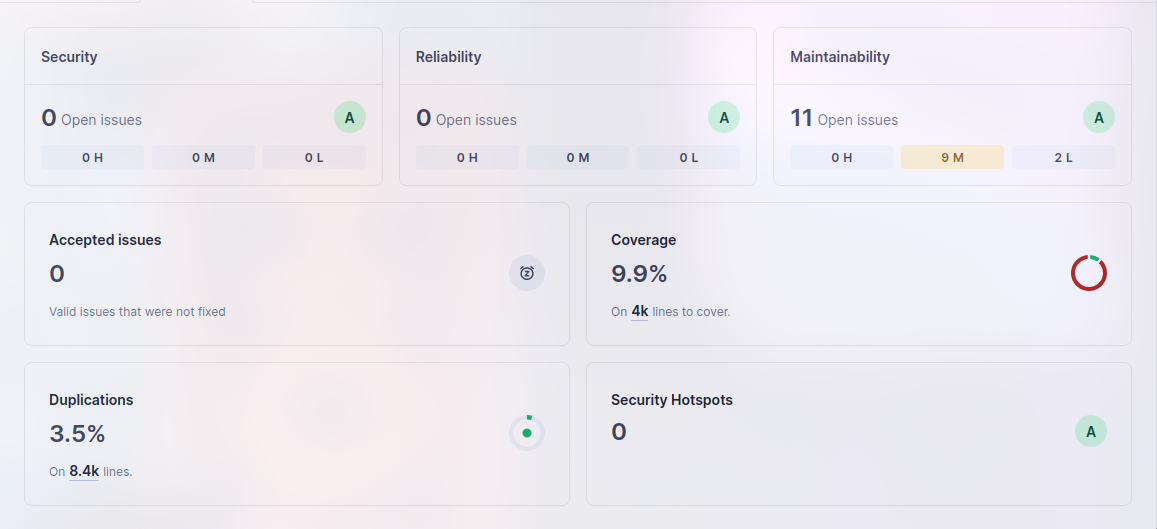 Security
0 Open issues
A
0 H
0 M
0 L
Reliability
0 Open issues
A
0 H
0 M
0 L
Maintainability
11 Open issues
A
0 H
9 M
2 L
Accepted issues
0
Valid issues that were not fixed
Coverage
9.9%
On 4k lines to cover.
Duplications
3.5%
On 8.4k lines.
Security Hotspots
0
A